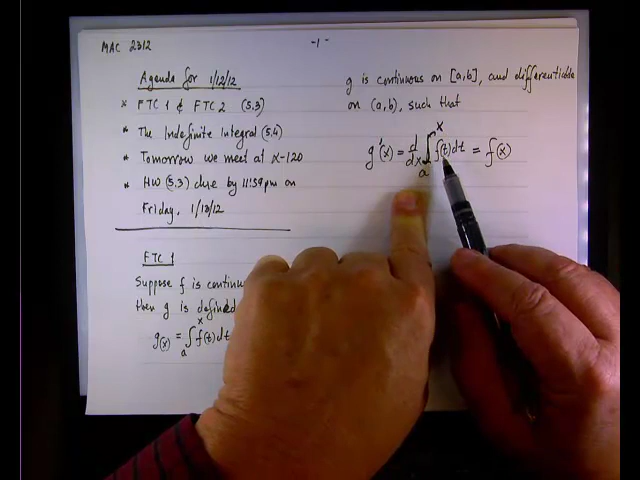 MAC 2312
-1-
Agenda for 1/12/12
* FTC 1 & FTC 2 (5.3)
* The Indefinite Integral (5.4)
* Tomorrow we meet at X-120
* HW (5.3) due by 11:59pm on
Friday, 1/13/12
FTC 1
Suppose f is continu
then g is defined
g(x) = ∫ₐˣ f(t)dt
g is continuous on [a,b], and differentiable
on (a,b), such that
g'(x) = d/dx ∫ₐˣ f(t)dt = f(x)